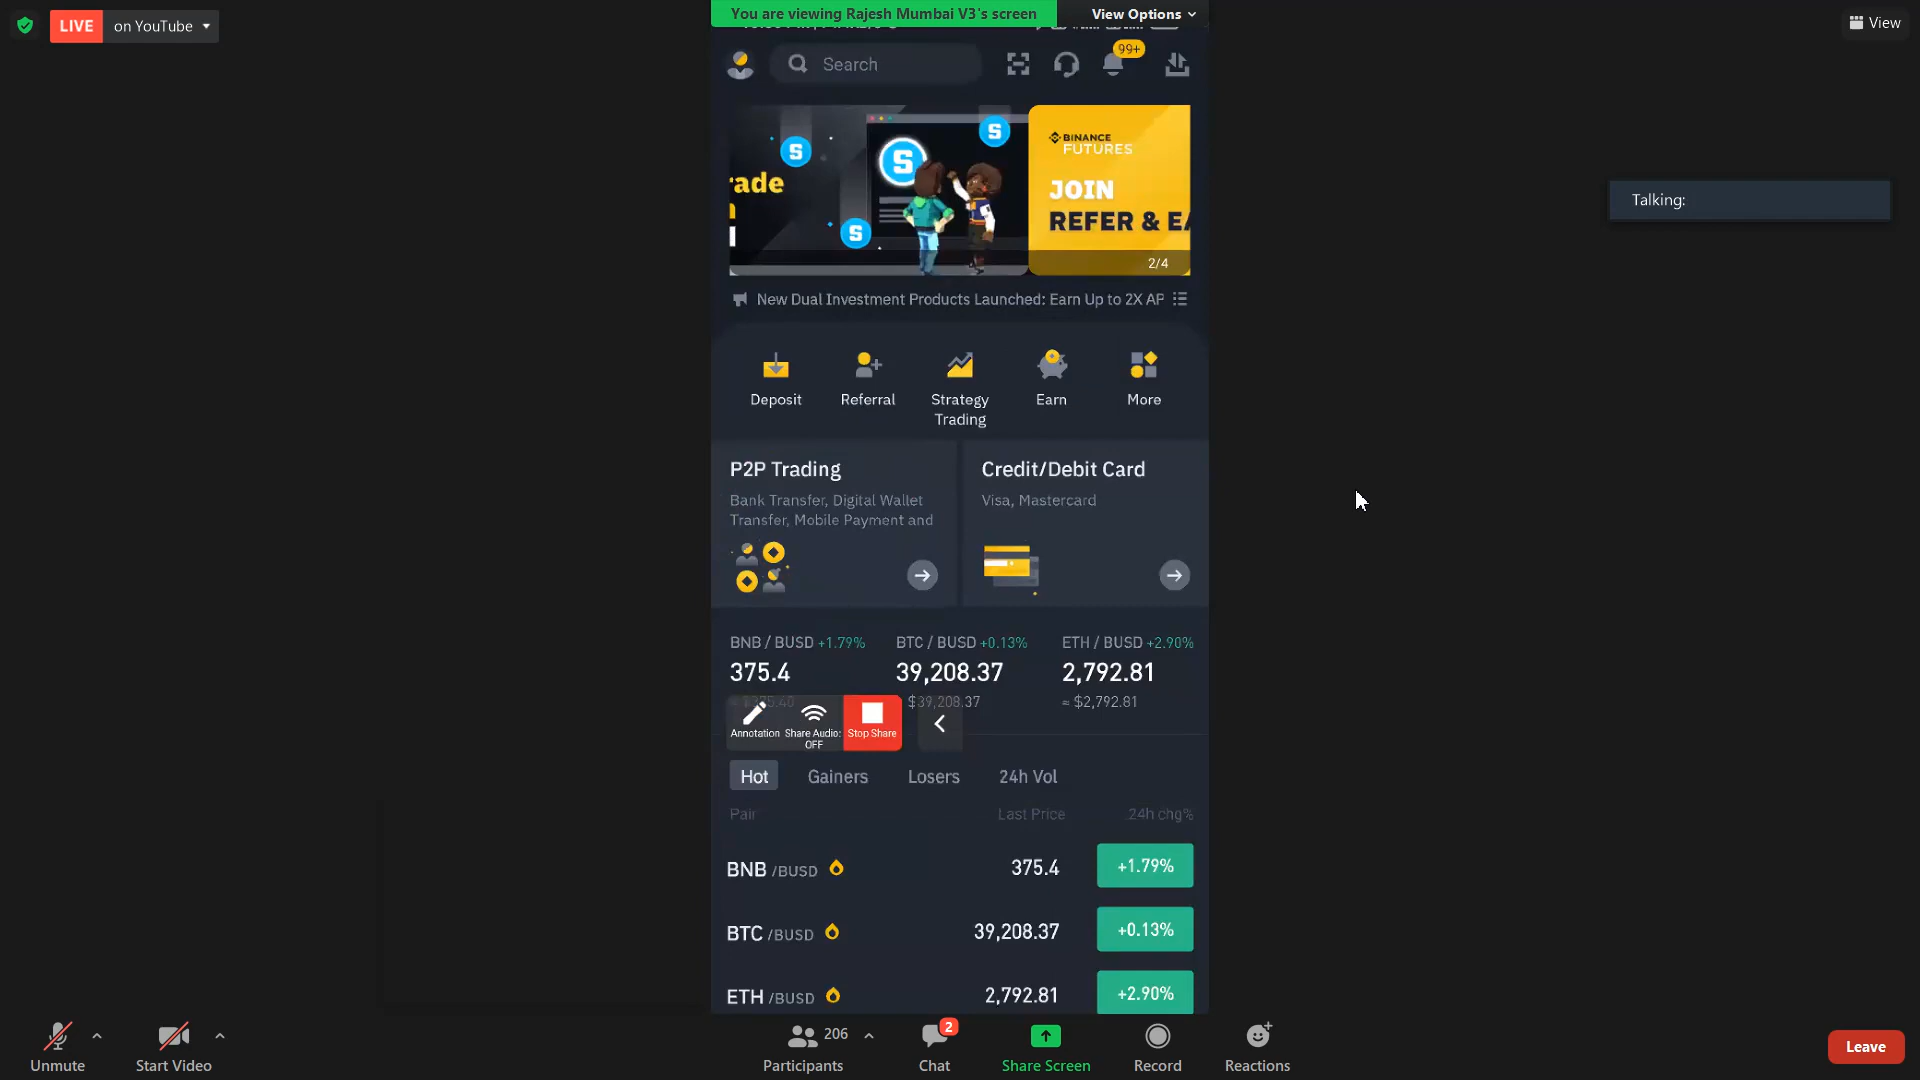 LIVE on YouTube
You are viewing Rajesh Mumbai V3's screen
View Options
View
Search
99+
Talking:
ade
BINANCE
FUTURES
JOIN
REFER & EA
2/4
New Dual Investment Products Launched: Earn Up to 2X AP
Deposit
Referral
Strategy
Trading
Earn
More
P2P Trading
Bank Transfer, Digital Wallet
Transfer, Mobile Payment and
Credit/Debit Card
Visa, Mastercard
BNB / BUSD +1.79%
375.4
BTC / BUSD +0.13%
39,208.37
$39,208.37
ETH / BUSD +2.90%
2,792.81
≈ $2,792.81
Annotation
Share Audio:
OFF
Stop Share
Hot Gainers Losers 24h Vol
Pair Last Price 24h chg%
BNB /BUSD 375.4 +1.79%
BTC /BUSD 39,208.37 +0.13%
ETH /BUSD 2,792.81 +2.90%
Unmute
Start Video
206
Participants
2
Chat
Share Screen
Record
Reactions
Leave